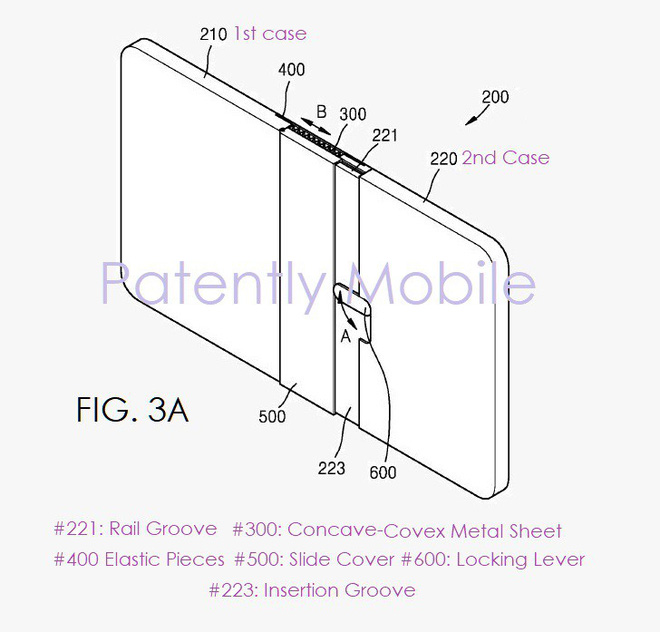 210 1st case
400
B
300
200
221
220 2nd Case
Patently Mobile
A
FIG. 3A
500
223
600
#221: Rail Groove #300: Concave-Covex Metal Sheet
#400 Elastic Pieces #500: Slide Cover #600: Locking Lever
#223: Insertion Groove